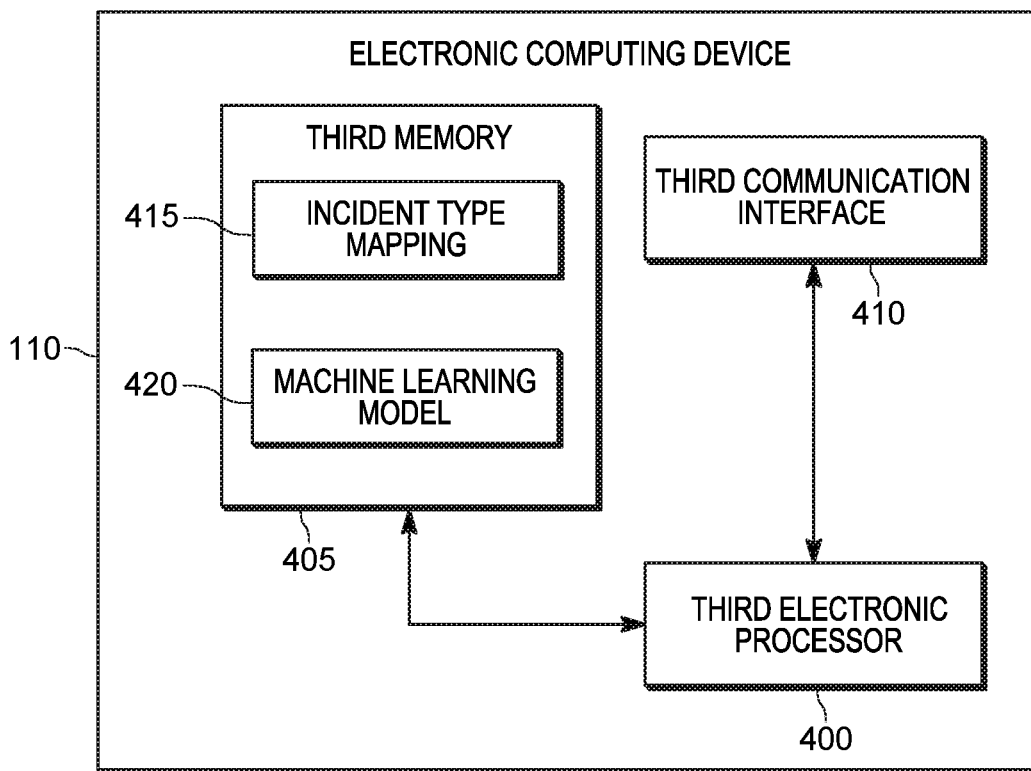 ELECTRONIC COMPUTING DEVICE
THIRD MEMORY
415
INCIDENT TYPE
MAPPING
420
MACHINE LEARNING
MODEL
405
THIRD COMMUNICATION
INTERFACE
410
110
THIRD ELECTRONIC
PROCESSOR
400